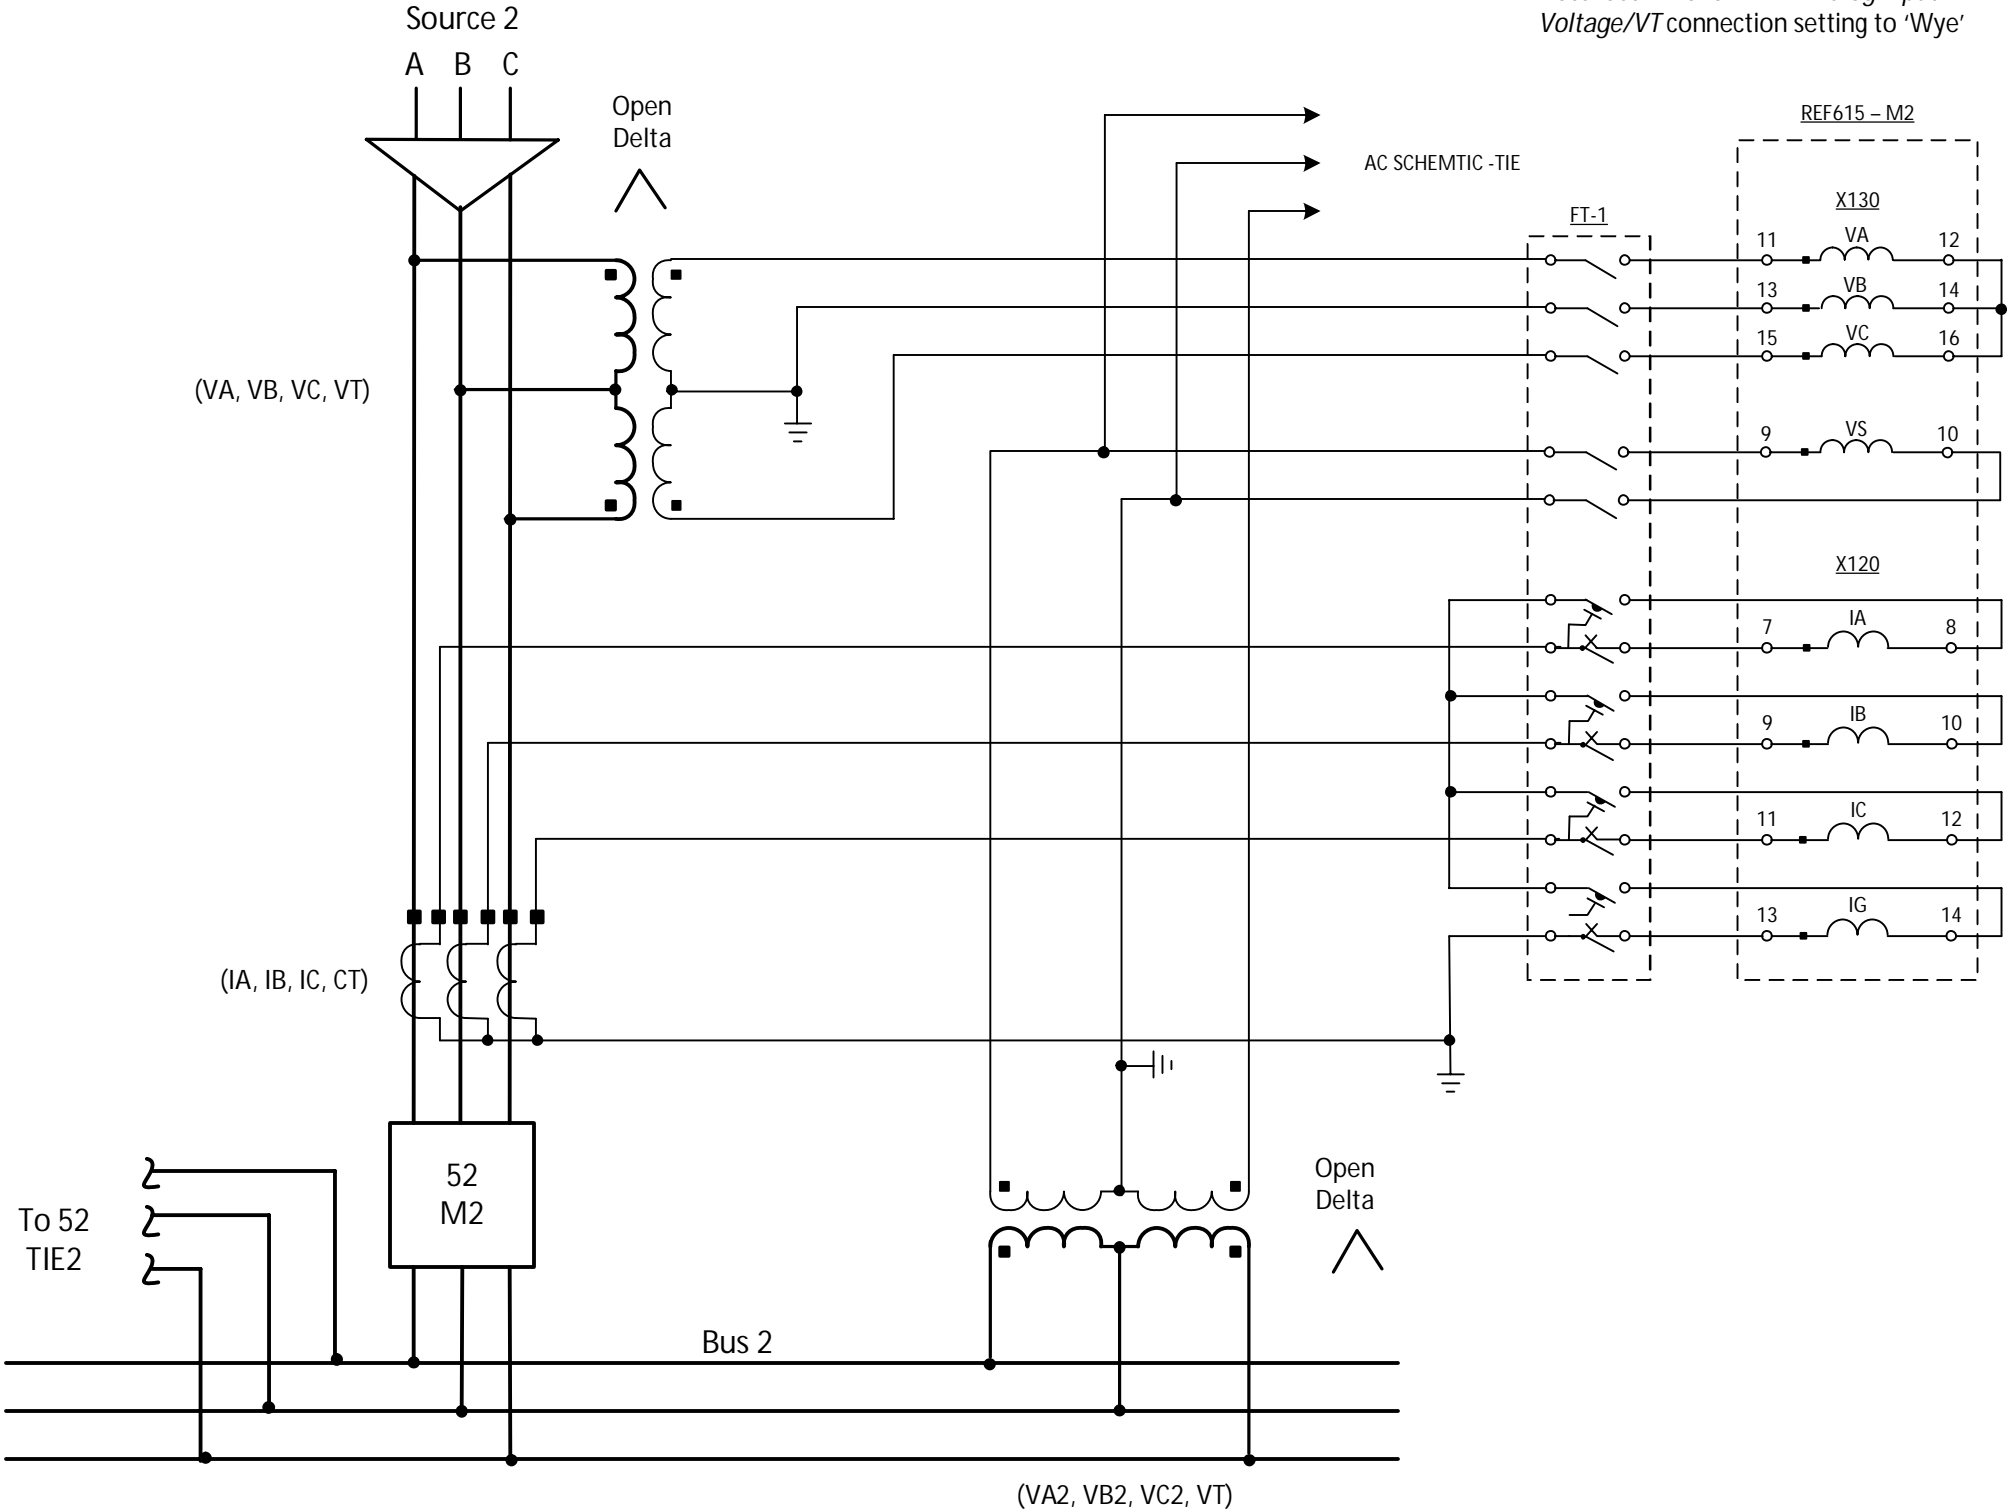 Source 2
A B C
Open
Delta
Voltage/VT connection setting to ‘Wye’
REF615 – M2
AC SCHEMTIC -TIE
FT-1
X130
11 VA 12
13 VB 14
15 VC 16
(VA, VB, VC, VT)
9 VS 10
X120
7 IA 8
9 IB 10
11 IC 12
13 IG 14
(IA, IB, IC, CT)
52
M2
To 52
TIE2
Open
Delta
Bus 2
(VA2, VB2, VC2, VT)